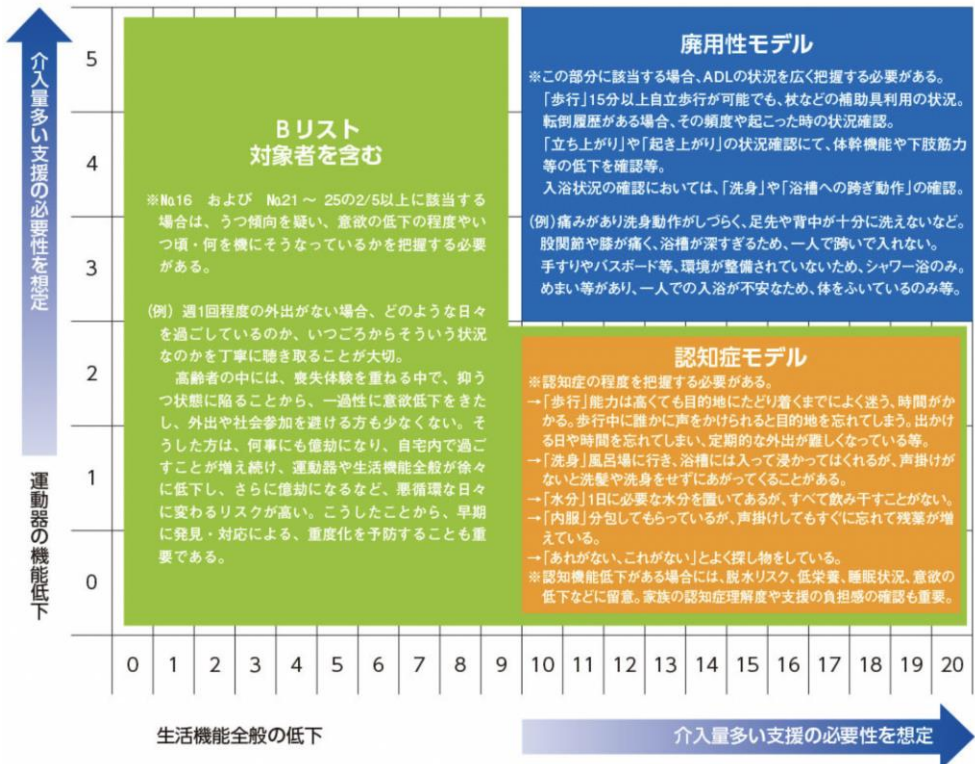 介入量多い支援の必要性を想定
運動器の機能低下
5
4
3
2
1
0
Bリスト
対象者を含む
※№16 および №21～25の2/5以上に該当する
場合は、うつ傾向を疑い、意欲の低下の程度やい
つ頃・何を機にそうなっているかを把握する必要
がある。
(例) 週1回程度の外出がない場合、どのような日々
を過ごしているのか、いつごろからそういう状況
なのかを丁寧に聴き取ることが大切。
高齢者の中には、喪失体験を重ねる中で、抑う
つ状態に陥ることから、一過性に意欲低下をきた
し、外出や社会参加を避ける方も少なくない。そ
うした方は、何事にも億劫になり、自宅内で過ご
すことが増え続け、運動器や生活機能全般が徐々
に低下し、さらに億劫になるなど、悪循環な日々
に変わるリスクが高い。こうしたことから、早期
に発見・対応による、重度化を予防することも重
要である。
廃用性モデル
※この部分に該当する場合、ADLの状況を広く把握する必要がある。
「歩行」15分以上自立歩行が可能でも、杖などの補助具利用の状況。
転倒履歴がある場合、その頻度や起こった時の状況確認。
「立ち上がり」や「起き上がり」の状況確認にて、体幹機能や下肢筋力
等の低下を確認等。
入浴状況の確認においては、「洗身」や「浴槽への跨ぎ動作」の確認。
(例)痛みがあり洗身動作がしづらく、足先や背中が十分に洗えないなど。
股関節や膝が痛く、浴槽が深すぎるため、一人で跨いで入れない。
手すりやバスボード等、環境が整備されていないため、シャワー浴のみ。
めまい等があり、一人での入浴が不安なため、体をふいているのみ等。
認知症モデル
※認知症の程度を把握する必要がある。
→「歩行」能力は高くても目的地にたどり着くまでによく迷う、時間がか
かる。歩行中に誰かに声をかけられると目的地を忘れてしまう。出かけ
る日や時間を忘れてしまい、定期的な外出が難しくなっている等。
→「洗身」風呂場に行き、浴槽には入って浸かってはくれるが、声掛けが
ないと洗髪や洗身をせずにあがってくることがある。
→「水分」1日に必要な水分を置いてあるが、すべて飲み干すことがない。
→「内服」分包してもらっているが、声掛けしてもすぐに忘れて残薬が増
えている。
→「あれがない、これがない」とよく探し物をしている。
※認知機能低下がある場合には、脱水リスク、低栄養、睡眠状況、意欲の
低下などに留意。家族の認知症理解度や支援の負担感の確認も重要。
0 1 2 3 4 5 6 7 8 9 10 11 12 13 14 15 16 17 18 19 20
生活機能全般の低下
介入量多い支援の必要性を想定